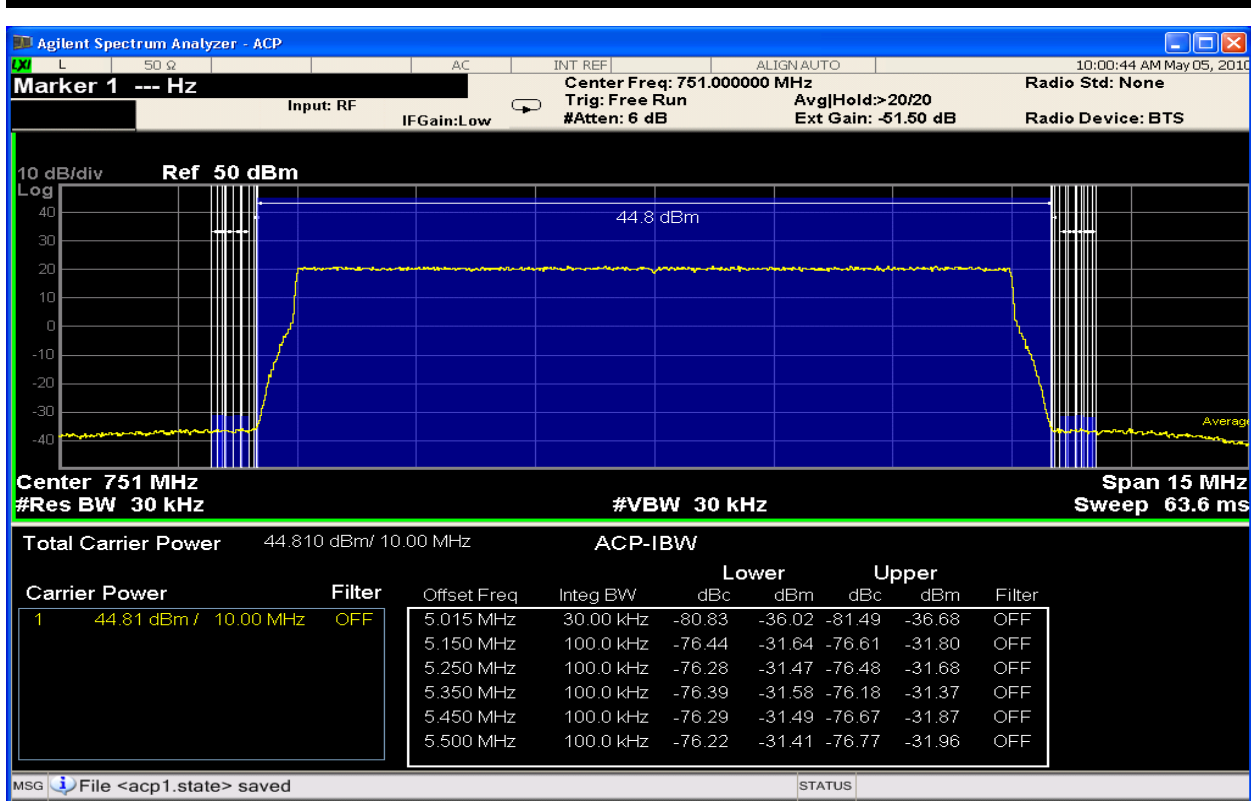 Agilent Spectrum Analyzer - ACP
LXI L 50 Ω AC INT REF ALIGN AUTO 10:00:44 AM May 05, 2010
Marker 1 --- Hz Center Freq: 751.000000 MHz Radio Std: None
Input: RF Trig: Free Run Avg|Hold:>20/20
IFGain:Low #Atten: 6 dB Ext Gain: -51.50 dB Radio Device: BTS
10 dB/div Ref 50 dBm
Log
40
44.8 dBm
30
20
10
0
-10
-20
-30
Average
-40
Center 751 MHz Span 15 MHz
#Res BW 30 kHz #VBW 30 kHz Sweep 63.6 ms
Total Carrier Power 44.810 dBm/ 10.00 MHz ACP-IBW
Lower Upper
Carrier Power Filter Offset Freq Integ BW dBc dBm dBc dBm Filter
1 44.81 dBm / 10.00 MHz OFF 5.015 MHz 30.00 kHz -80.83 -36.02 -81.49 -36.68 OFF
5.150 MHz 100.0 kHz -76.44 -31.64 -76.61 -31.80 OFF
5.250 MHz 100.0 kHz -76.28 -31.47 -76.48 -31.68 OFF
5.350 MHz 100.0 kHz -76.39 -31.58 -76.18 -31.37 OFF
5.450 MHz 100.0 kHz -76.29 -31.49 -76.67 -31.87 OFF
5.500 MHz 100.0 kHz -76.22 -31.41 -76.77 -31.96 OFF
MSG File <acp1.state> saved STATUS